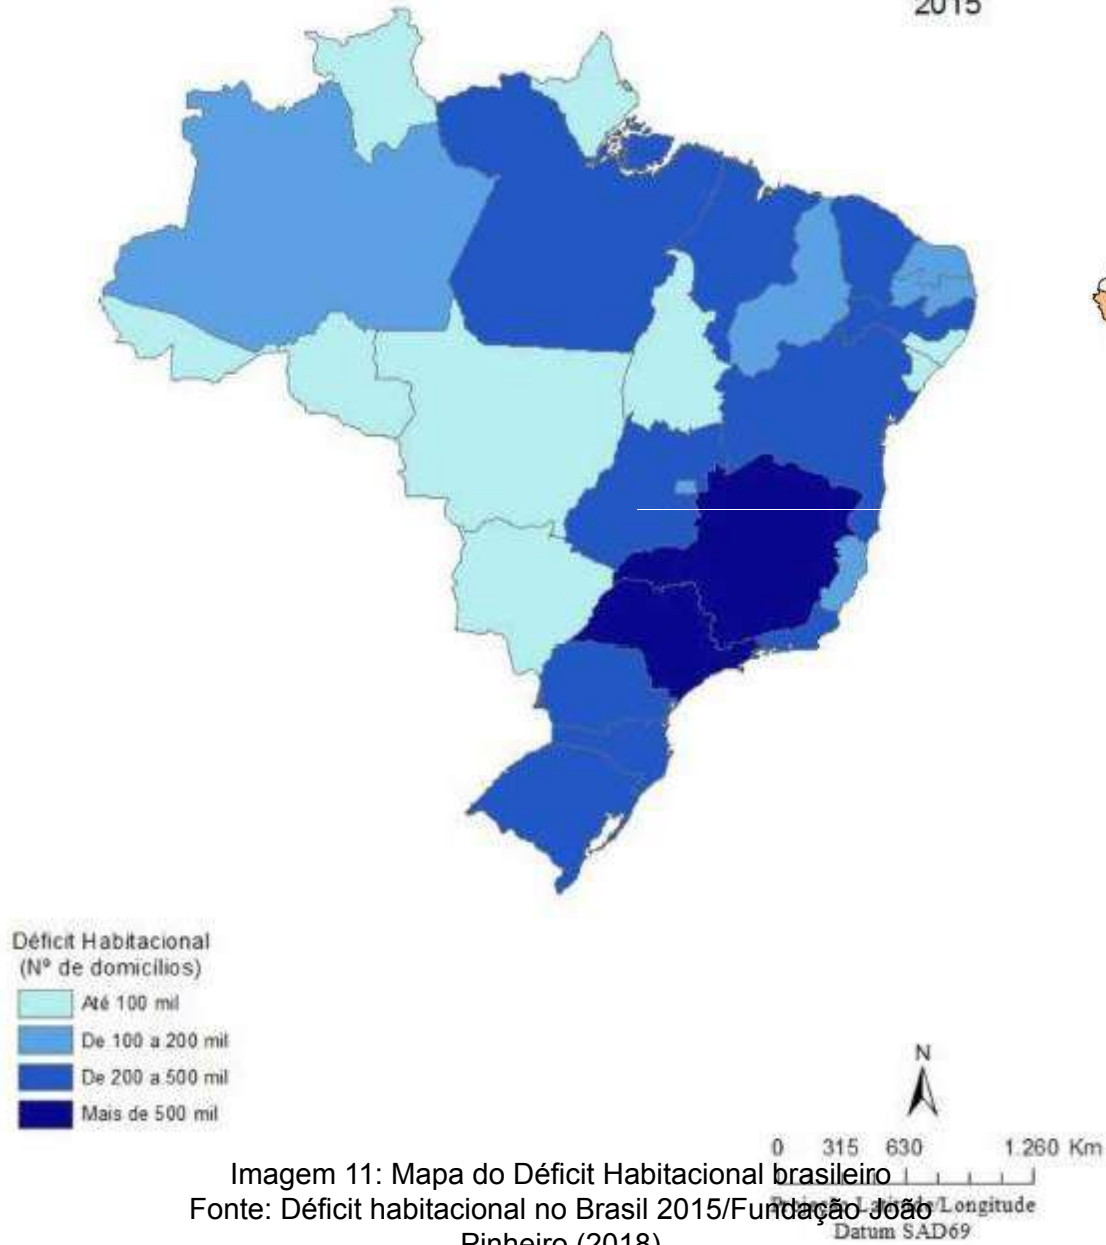 2015
Déficit Habitacional
(Nº de domicílios)
Até 100 mil
De 100 a 200 mil
De 200 a 500 mil
Mais de 500 mil
N
0 315 630 1.260 Km
Projeção Latitude/Longitude
Datum SAD69
Imagem 11: Mapa do Déficit Habitacional brasileiro
Fonte: Déficit habitacional no Brasil 2015/Fundação João
Pinheiro (2018)